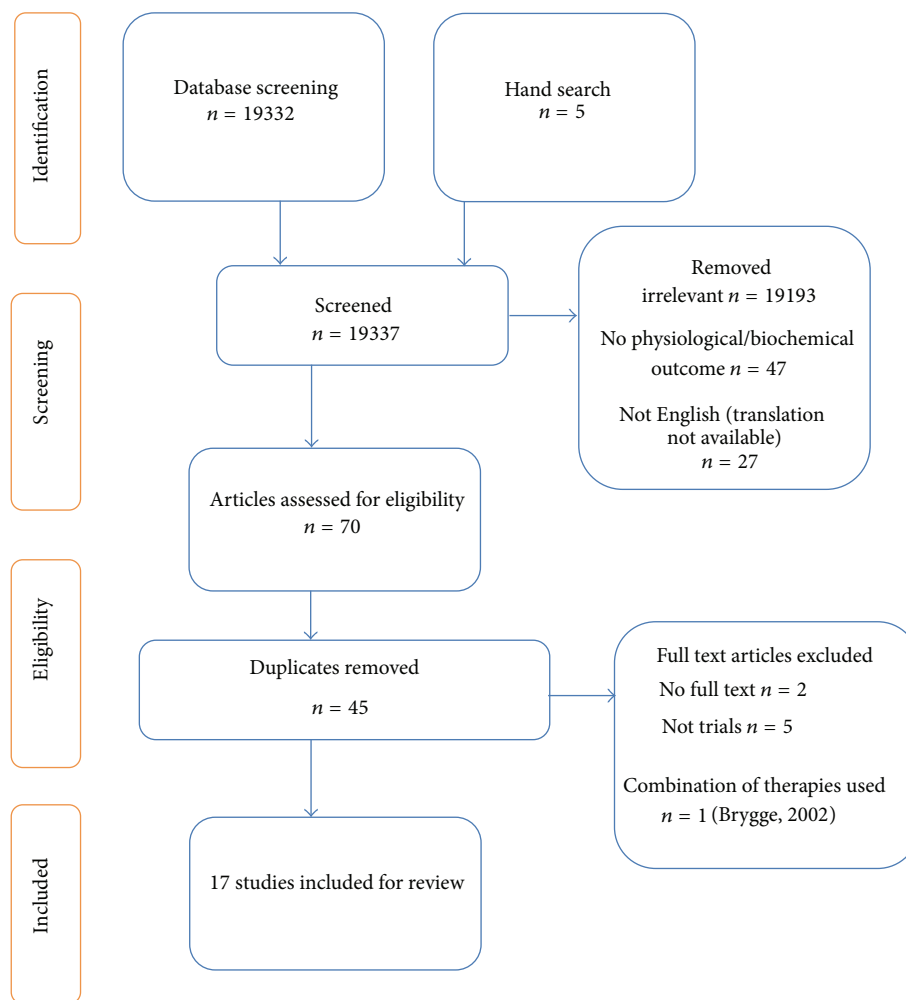 Identification
Database screening
n = 19332
Hand search
n = 5
Screening
Screened
n = 19337
Removed
irrelevant n = 19193
No physiological/biochemical
outcome n = 47
Not English (translation
not available)
n = 27
Articles assessed for eligibility
n = 70
Eligibility
Duplicates removed
n = 45
Full text articles excluded
No full text n = 2
Not trials n = 5
Combination of therapies used
n = 1 (Brygge, 2002)
Included
17 studies included for review